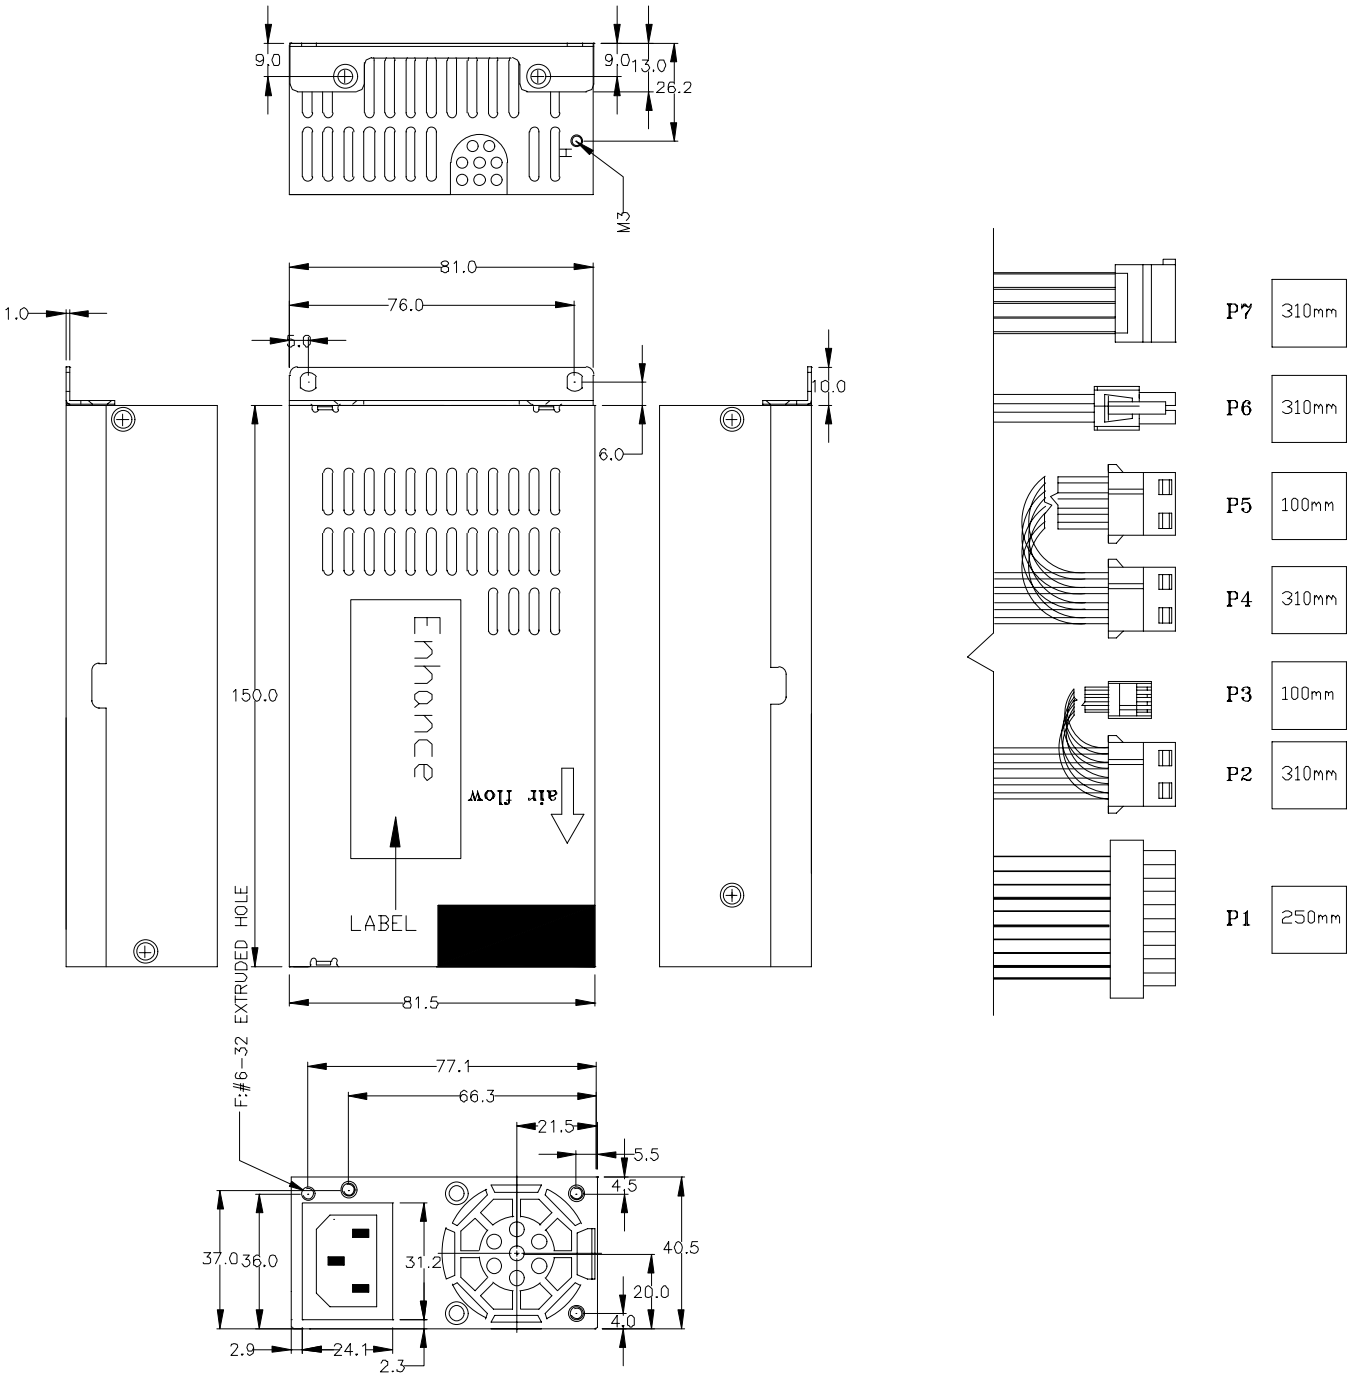 9.0
9.0
13.0
26.2
M3
81.0
76.0
5.0
1.0
10.0
6.0
150.0
Enhance
air flow
LABEL
81.5
F:#6-32 EXTRUDED HOLE
77.1
66.3
21.5
5.5
4.5
37.0
36.0
31.2
40.5
20.0
4.0
2.9
24.1
2.3
P7 310mm
P6 310mm
P5 100mm
P4 310mm
P3 100mm
P2 310mm
P1 250mm